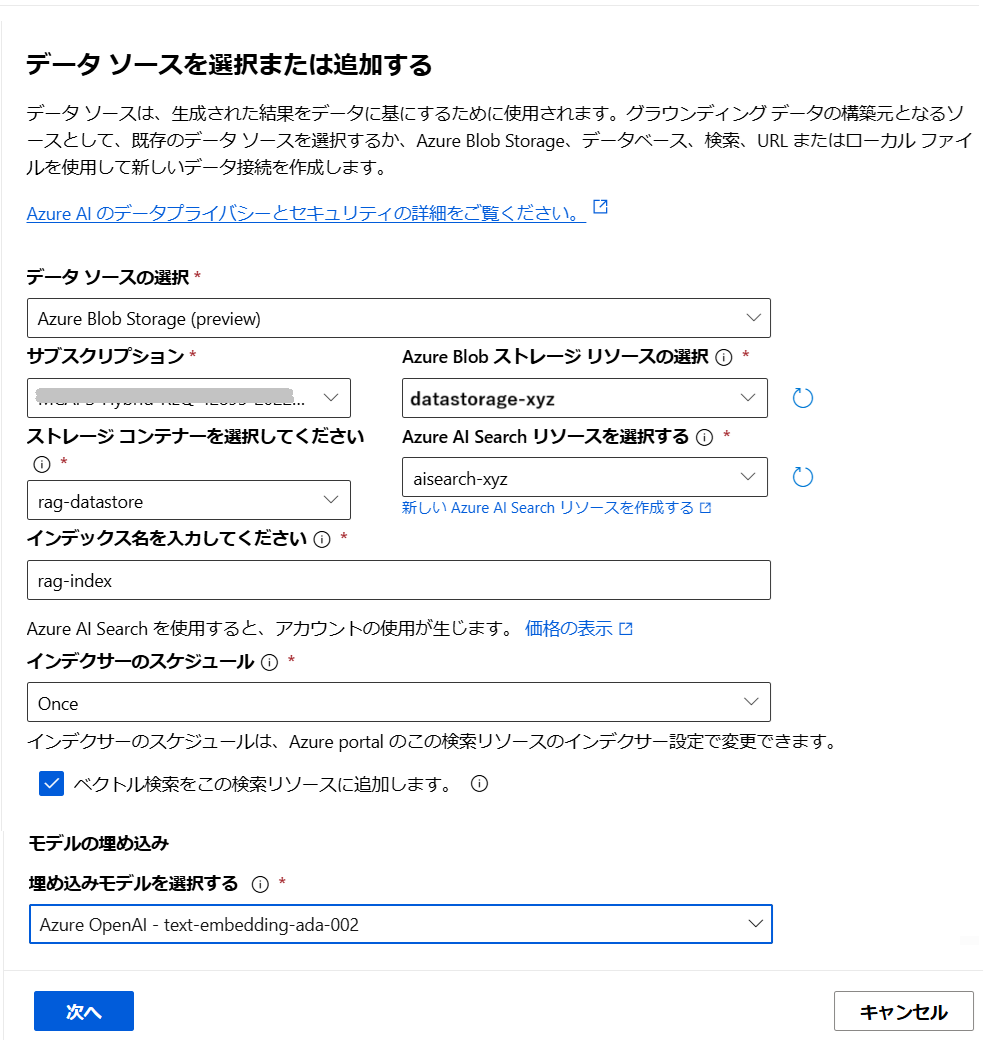 データ ソースを選択または追加する
データ ソースは、生成された結果をデータに基にするために使用されます。グラウンディング データの構築元となるソ
ースとして、既存のデータ ソースを選択するか、Azure Blob Storage、データベース、検索、URL またはローカル ファイ
ルを使用して新しいデータ接続を作成します。
Azure AI のデータプライバシーとセキュリティの詳細をご覧ください。
データ ソースの選択 *
Azure Blob Storage (preview)
サブスクリプション *
Azure Blob ストレージ リソースの選択 *
datastorage-xyz
ストレージ コンテナーを選択してください *
rag-datastore
Azure AI Search リソースを選択する *
aisearch-xyz
新しい Azure AI Search リソースを作成する
インデックス名を入力してください *
rag-index
Azure AI Search を使用すると、アカウントの使用が生じます。 価格の表示
インデクサーのスケジュール *
Once
インデクサーのスケジュールは、Azure portal のこの検索リソースのインデクサー設定で変更できます。
ベクトル検索をこの検索リソースに追加します。
モデルの埋め込み
埋め込みモデルを選択する *
Azure OpenAI - text-embedding-ada-002
次へ
キャンセル